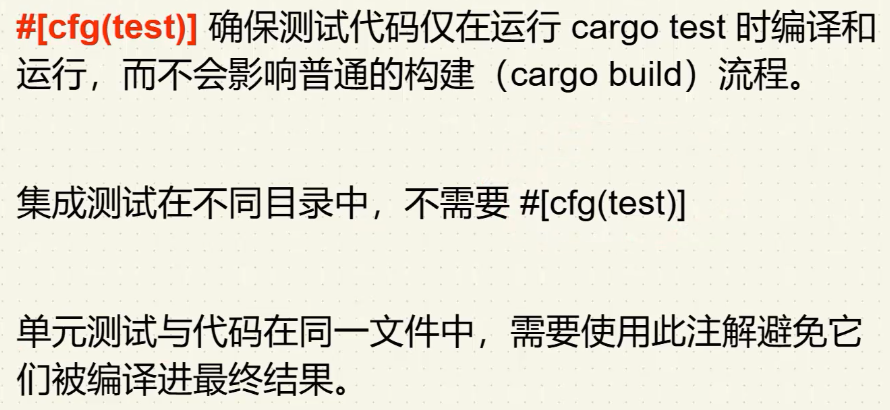 #[cfg(test)] 确保测试代码仅在运行 cargo test 时编译和
运行，而不会影响普通的构建（cargo build）流程。
集成测试在不同目录中，不需要 #[cfg(test)]
单元测试与代码在同一文件中，需要使用此注解避免它
们被编译进最终结果。